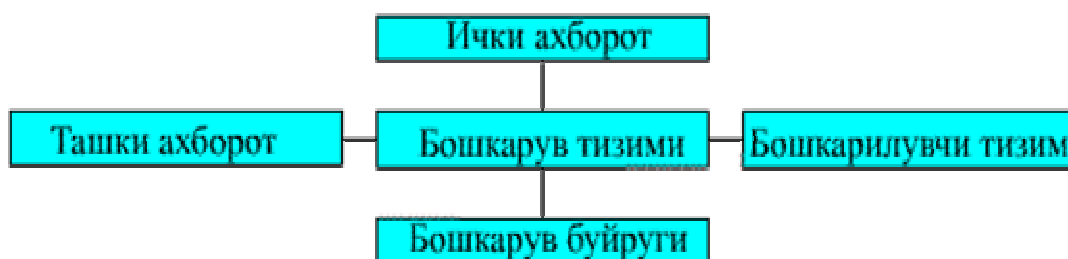 Ички ахборот
Ташки ахборот
Бошкарув тизими
Бошкарилувчи тизим
Бошкарув буйруги